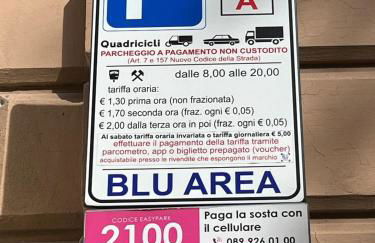 P
A
Quadricicli
PARCHEGGIO A PAGAMENTO NON CUSTODITO
(Art. 7 e 157 Nuovo Codice della Strada)
dalle 8,00 alle 20,00
tariffa oraria:
€ 1,30 prima ora (non frazionata)
€ 1,70 seconda ora (fraz. ogni € 0,05)
€ 2,00 dalla terza ora in poi (fraz. ogni € 0,05)
Al sabato tariffa oraria invariata o tariffa giornaliera € 5,00
effettuare il pagamento della tariffa tramite
parcometro, app o biglietto prepagato (voucher)
acquistabile presso le rivendite che espongono il marchio
BLU AREA
CODICE EASYPARK
2100
Paga la sosta con
il cellulare
089 926 01 00